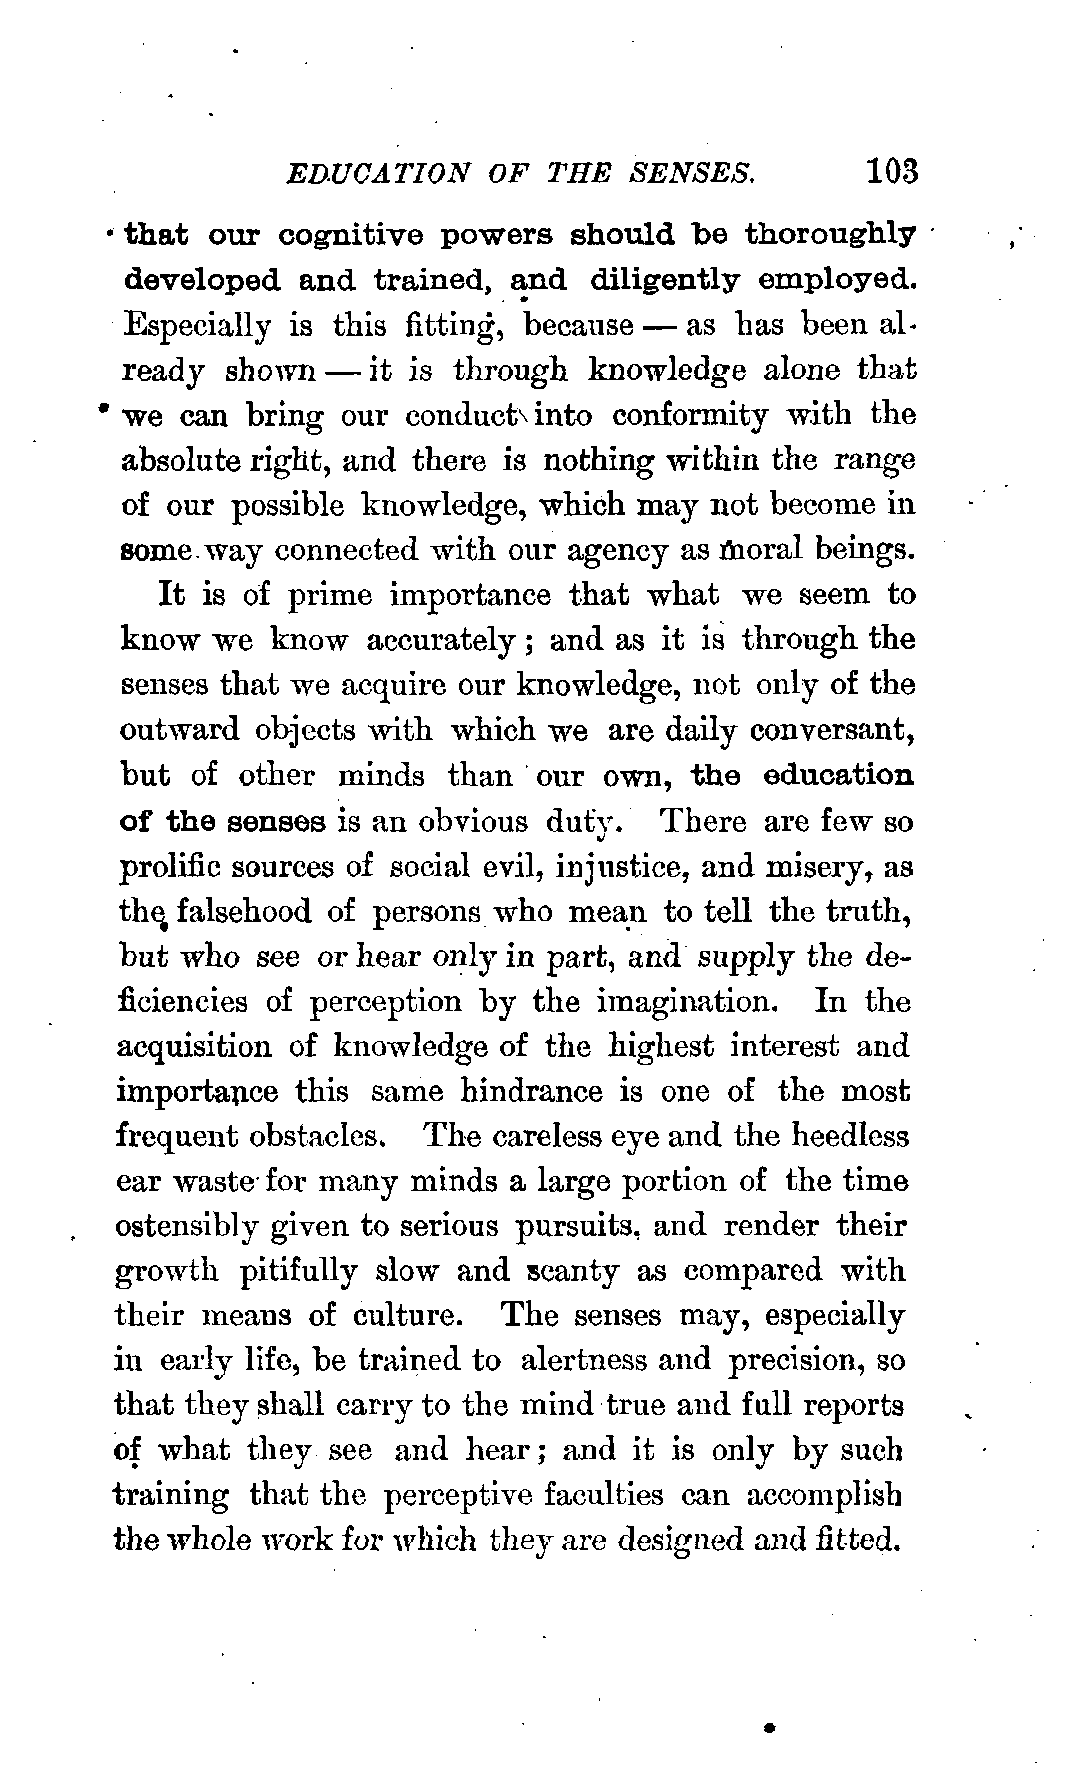 EDUCATION OF THE SENSES. 103
that our cognitive powers should be thoroughly
developed and trained, and diligently employed.
Especially is this fitting, because — as has been al-
ready shown — it is through knowledge alone that
we can bring our conduct into conformity with the
absolute right, and there is nothing within the range
of our possible knowledge, which may not become in
some way connected with our agency as moral beings.
It is of prime importance that what we seem to
know we know accurately; and as it is through the
senses that we acquire our knowledge, not only of the
outward objects with which we are daily conversant,
but of other minds than our own, the education
of the senses is an obvious duty. There are few so
prolific sources of social evil, injustice, and misery, as
the falsehood of persons who mean to tell the truth,
but who see or hear only in part, and supply the de-
ficiencies of perception by the imagination. In the
acquisition of knowledge of the highest interest and
importance this same hindrance is one of the most
frequent obstacles. The careless eye and the heedless
ear waste for many minds a large portion of the time
ostensibly given to serious pursuits, and render their
growth pitifully slow and scanty as compared with
their means of culture. The senses may, especially
in early life, be trained to alertness and precision, so
that they shall carry to the mind true and full reports
of what they see and hear; and it is only by such
training that the perceptive faculties can accomplish
the whole work for which they are designed and fitted.